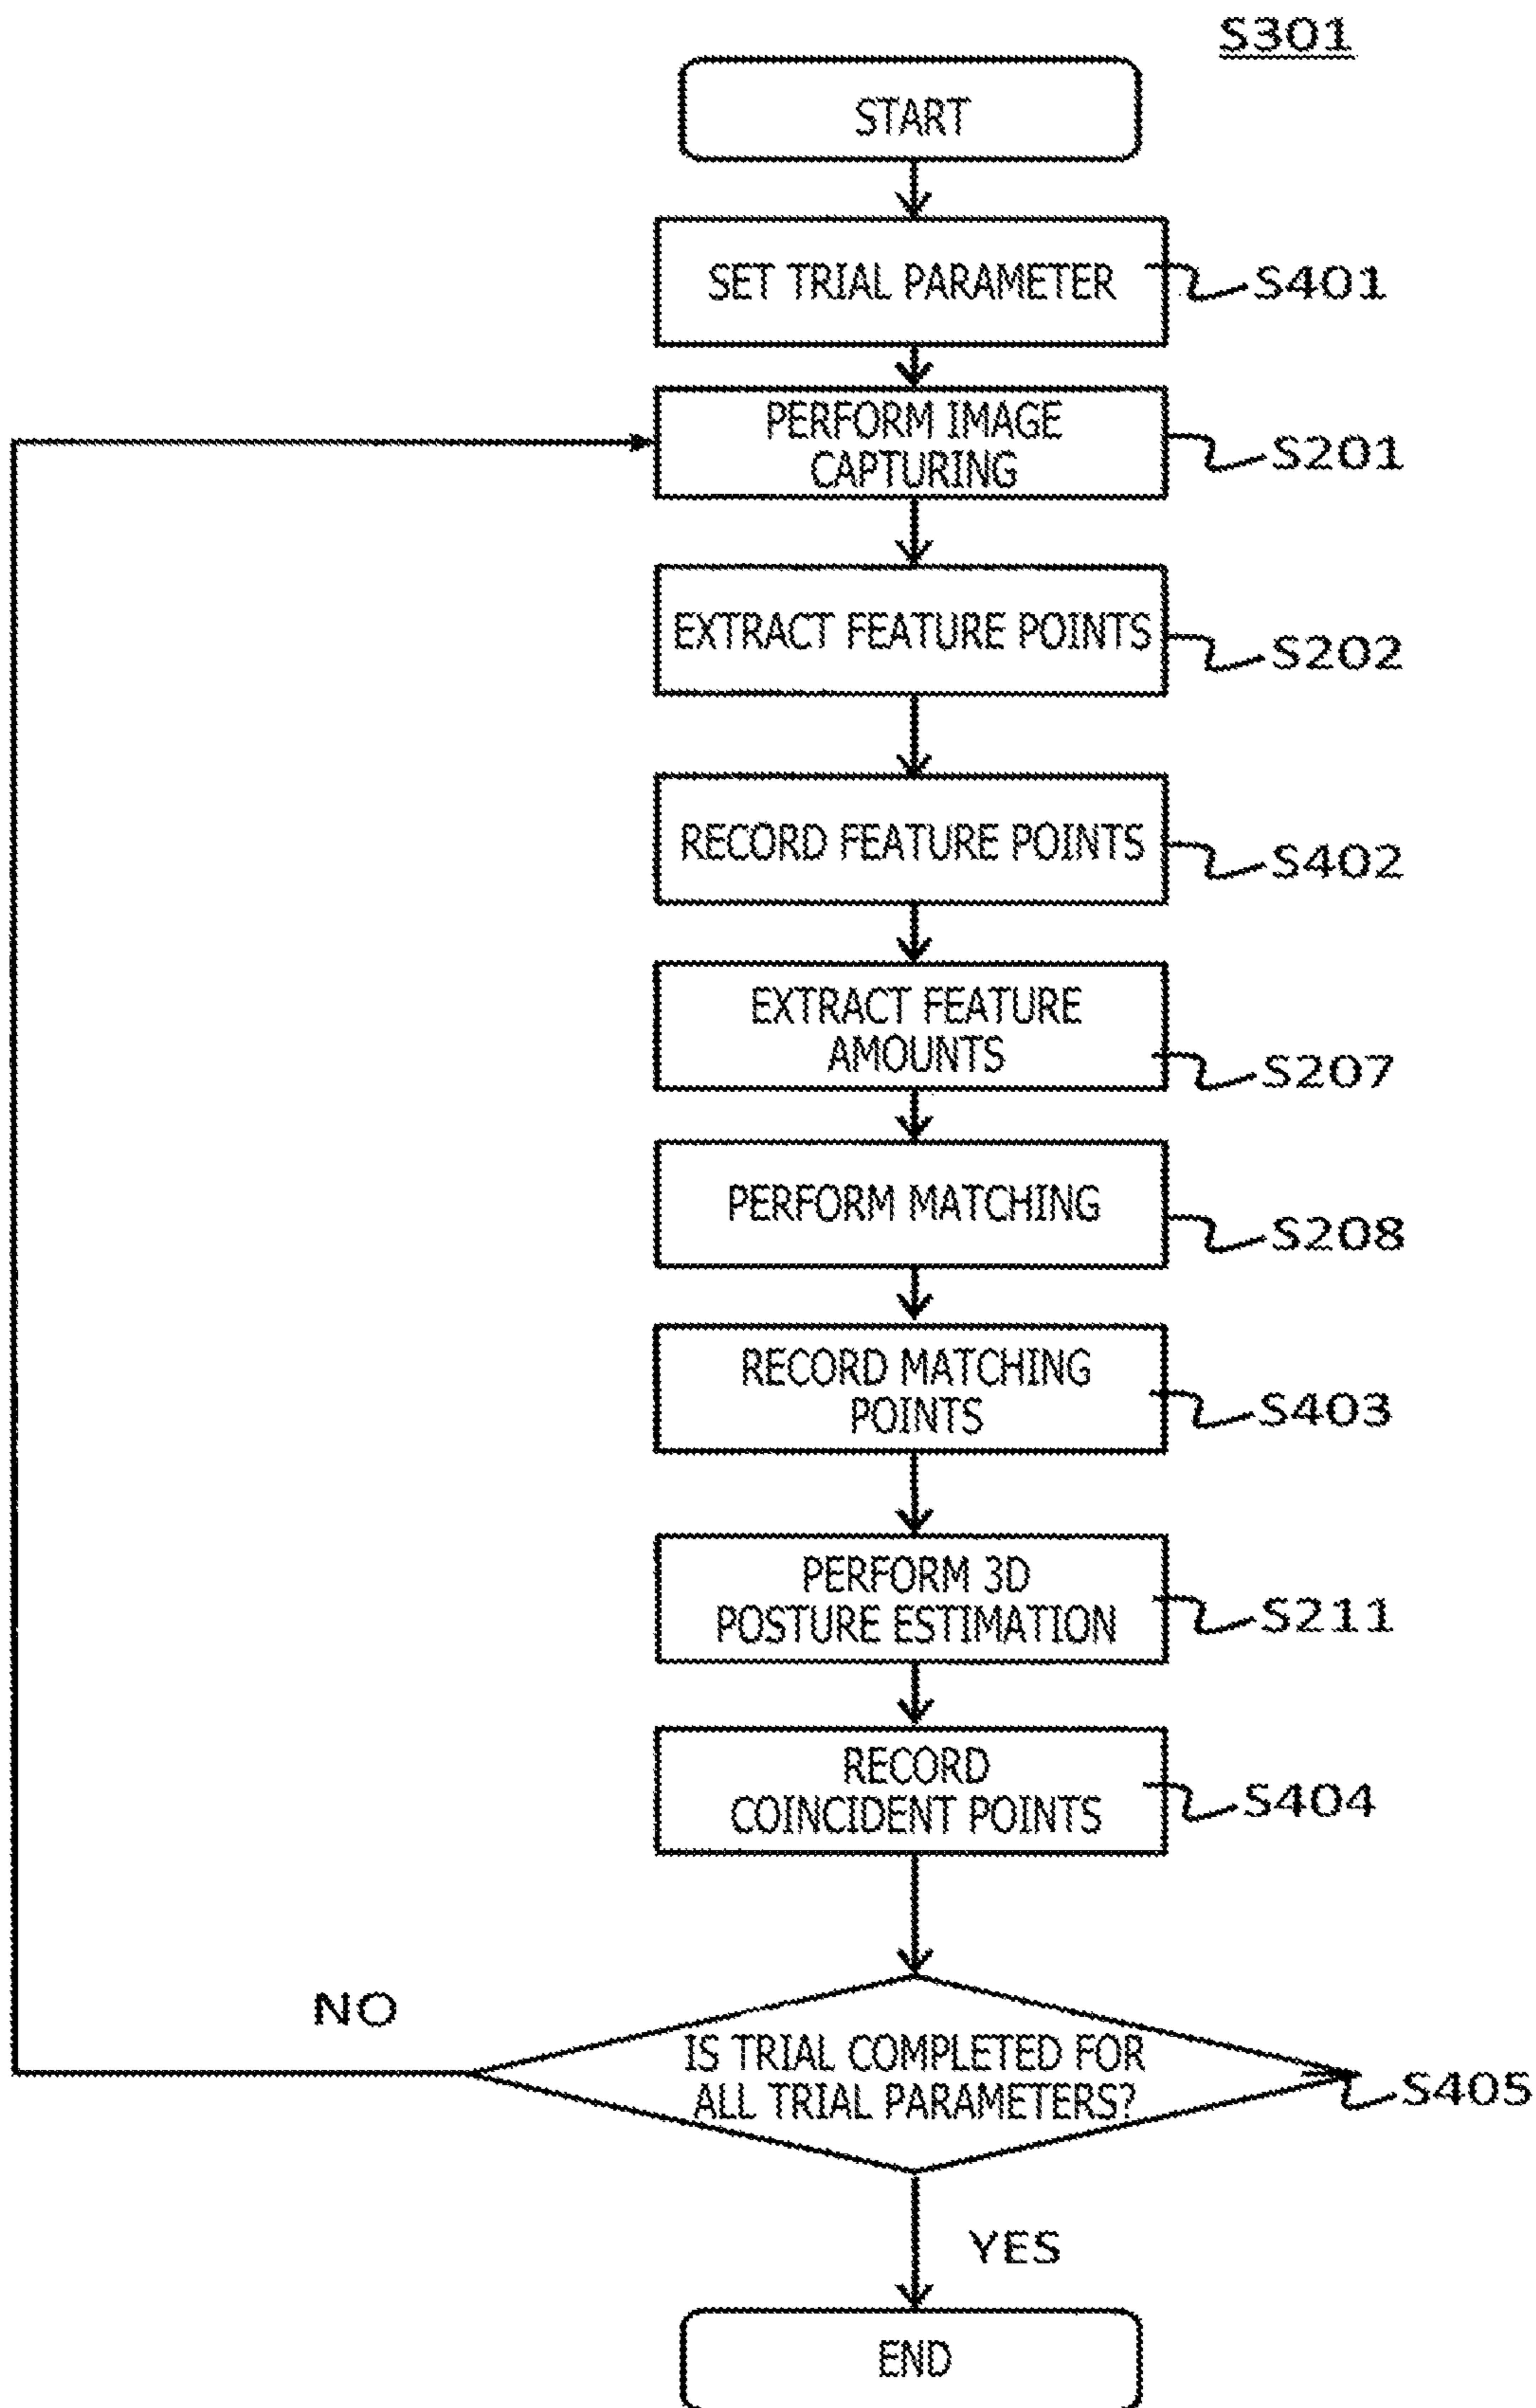 S301
START
SET TRIAL PARAMETER
S401
PERFORM IMAGE
CAPTURING
S201
EXTRACT FEATURE POINTS
S202
RECORD FEATURE POINTS
S402
EXTRACT FEATURE
AMOUNTS
S207
PERFORM MATCHING
S208
RECORD MATCHING
POINTS
S403
PERFORM 3D
POSTURE ESTIMATION
S211
RECORD
COINCIDENT POINTS
S404
NO
IS TRIAL COMPLETED FOR
ALL TRIAL PARAMETERS?
S405
YES
END